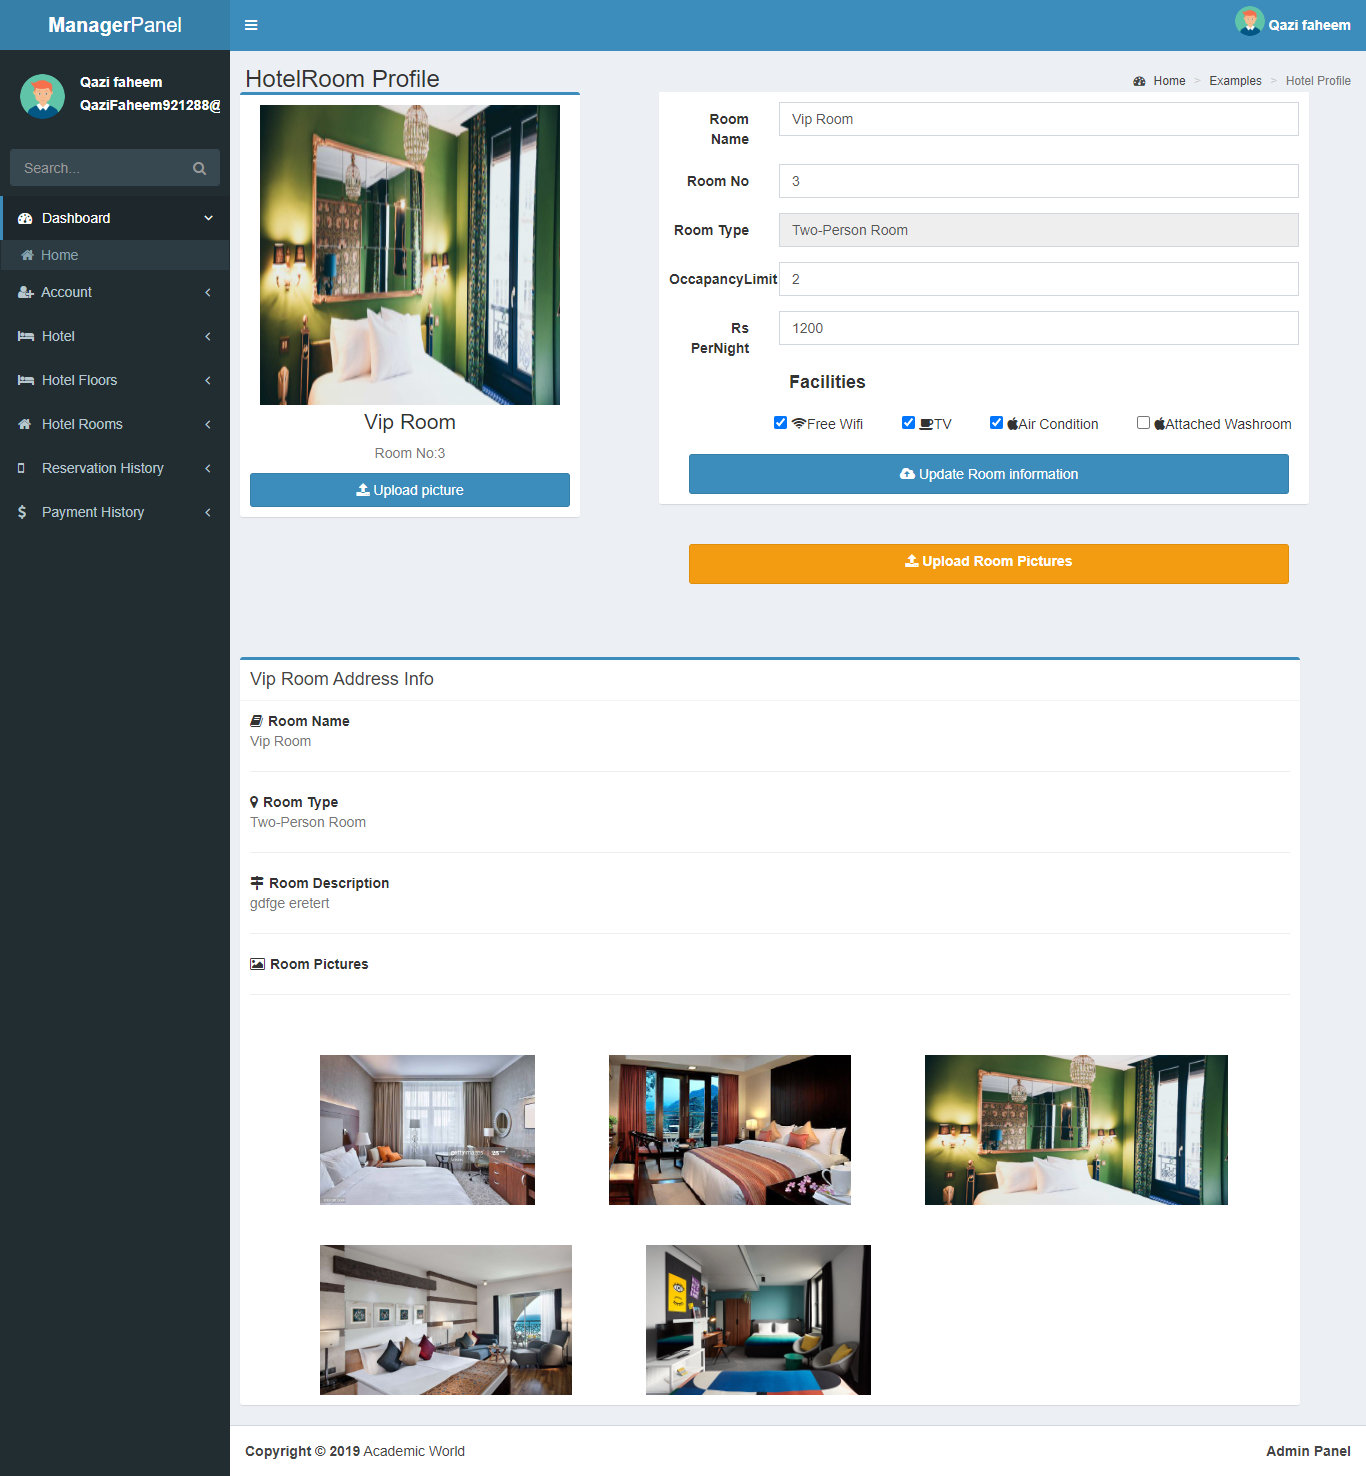 ManagerPanel
Qazi faheem
Qazi faheem
QaziFaheem921288@
Search...
Dashboard
Home
Account
Hotel
Hotel Floors
Hotel Rooms
Reservation History
Payment History
HotelRoom Profile
Home > Examples > Hotel Profile
Vip Room
Room No:3
Upload picture
Room Name Vip Room
Room No 3
Room Type Two-Person Room
OccapancyLimit 2
Rs PerNight 1200
Facilities
Free Wifi TV Air Condition Attached Washroom
Update Room information
Upload Room Pictures
Vip Room Address Info
Room Name
Vip Room
Room Type
Two-Person Room
Room Description
gdfge eretert
Room Pictures
Copyright © 2019 Academic World
Admin Panel